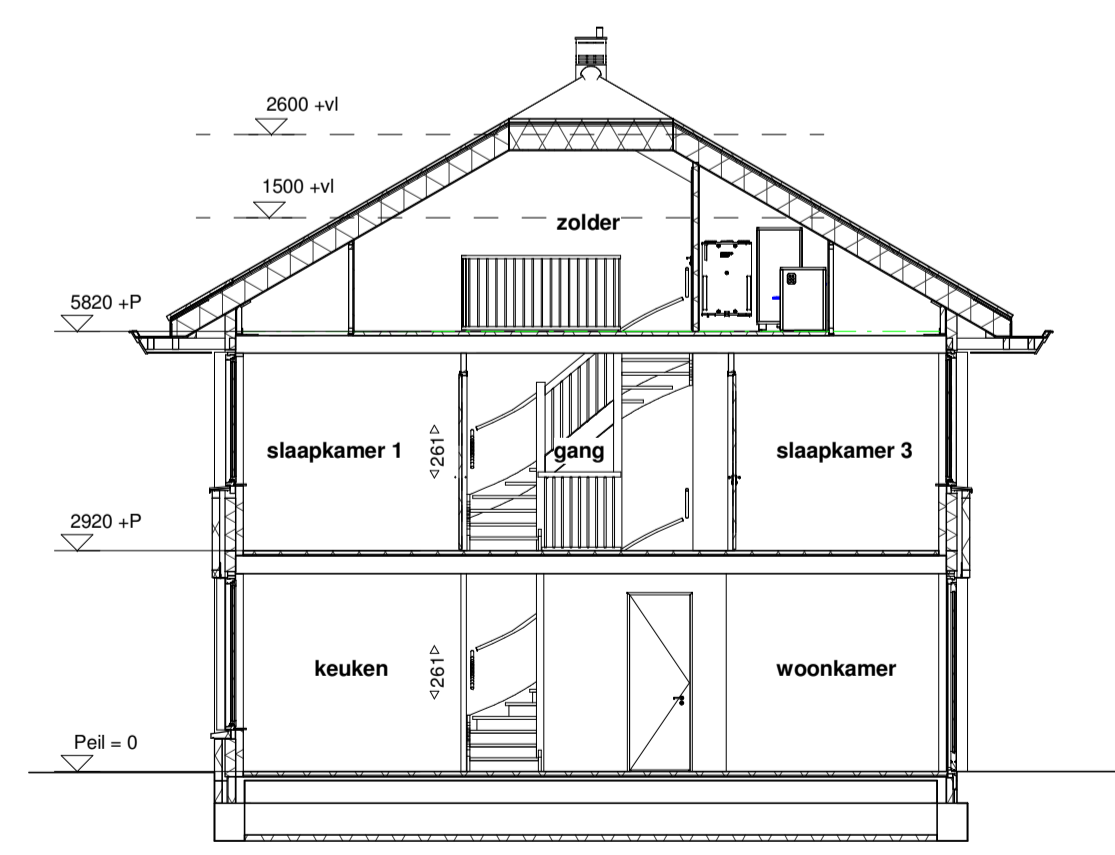 2600 +vl
1500 +vl
zolder
5820 +P
slaapkamer 1
261
gang
slaapkamer 3
2920 +P
keuken
261
woonkamer
Peil = 0